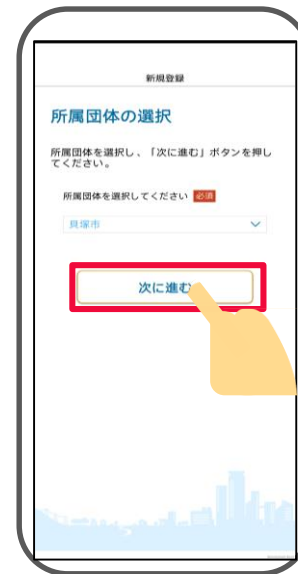 新規登録
所属団体の選択
所属団体を選択し、「次に進む」ボタンを押し
てください。
所属団体を選択してください 必須
貝塚市
次に進む